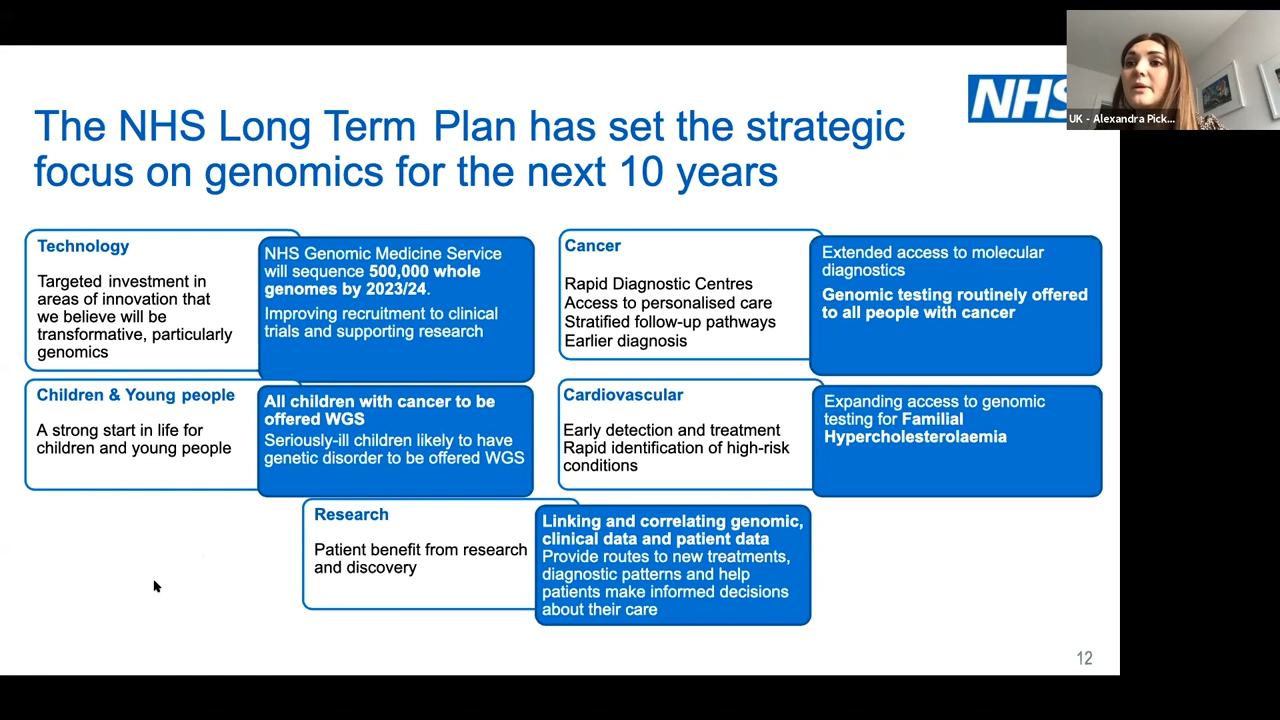 The NHS Long Term Plan has set the strategic
focus on genomics for the next 10 years
NHS
UK - Alexandra Pick...
Technology
Targeted investment in
areas of innovation that
we believe will be
transformative, particularly
genomics
NHS Genomic Medicine Service
will sequence 500,000 whole
genomes by 2023/24.
Improving recruitment to clinical
trials and supporting research
Cancer
Rapid Diagnostic Centres
Access to personalised care
Stratified follow-up pathways
Earlier diagnosis
Extended access to molecular
diagnostics
Genomic testing routinely offered
to all people with cancer
Children & Young people
A strong start in life for
children and young people
All children with cancer to be
offered WGS
Seriously-ill children likely to have
genetic disorder to be offered WGS
Cardiovascular
Early detection and treatment
Rapid identification of high-risk
conditions
Expanding access to genomic
testing for Familial
Hypercholesterolaemia
Research
Patient benefit from research
and discovery
Linking and correlating genomic,
clinical data and patient data
Provide routes to new treatments,
diagnostic patterns and help
patients make informed decisions
about their care
12